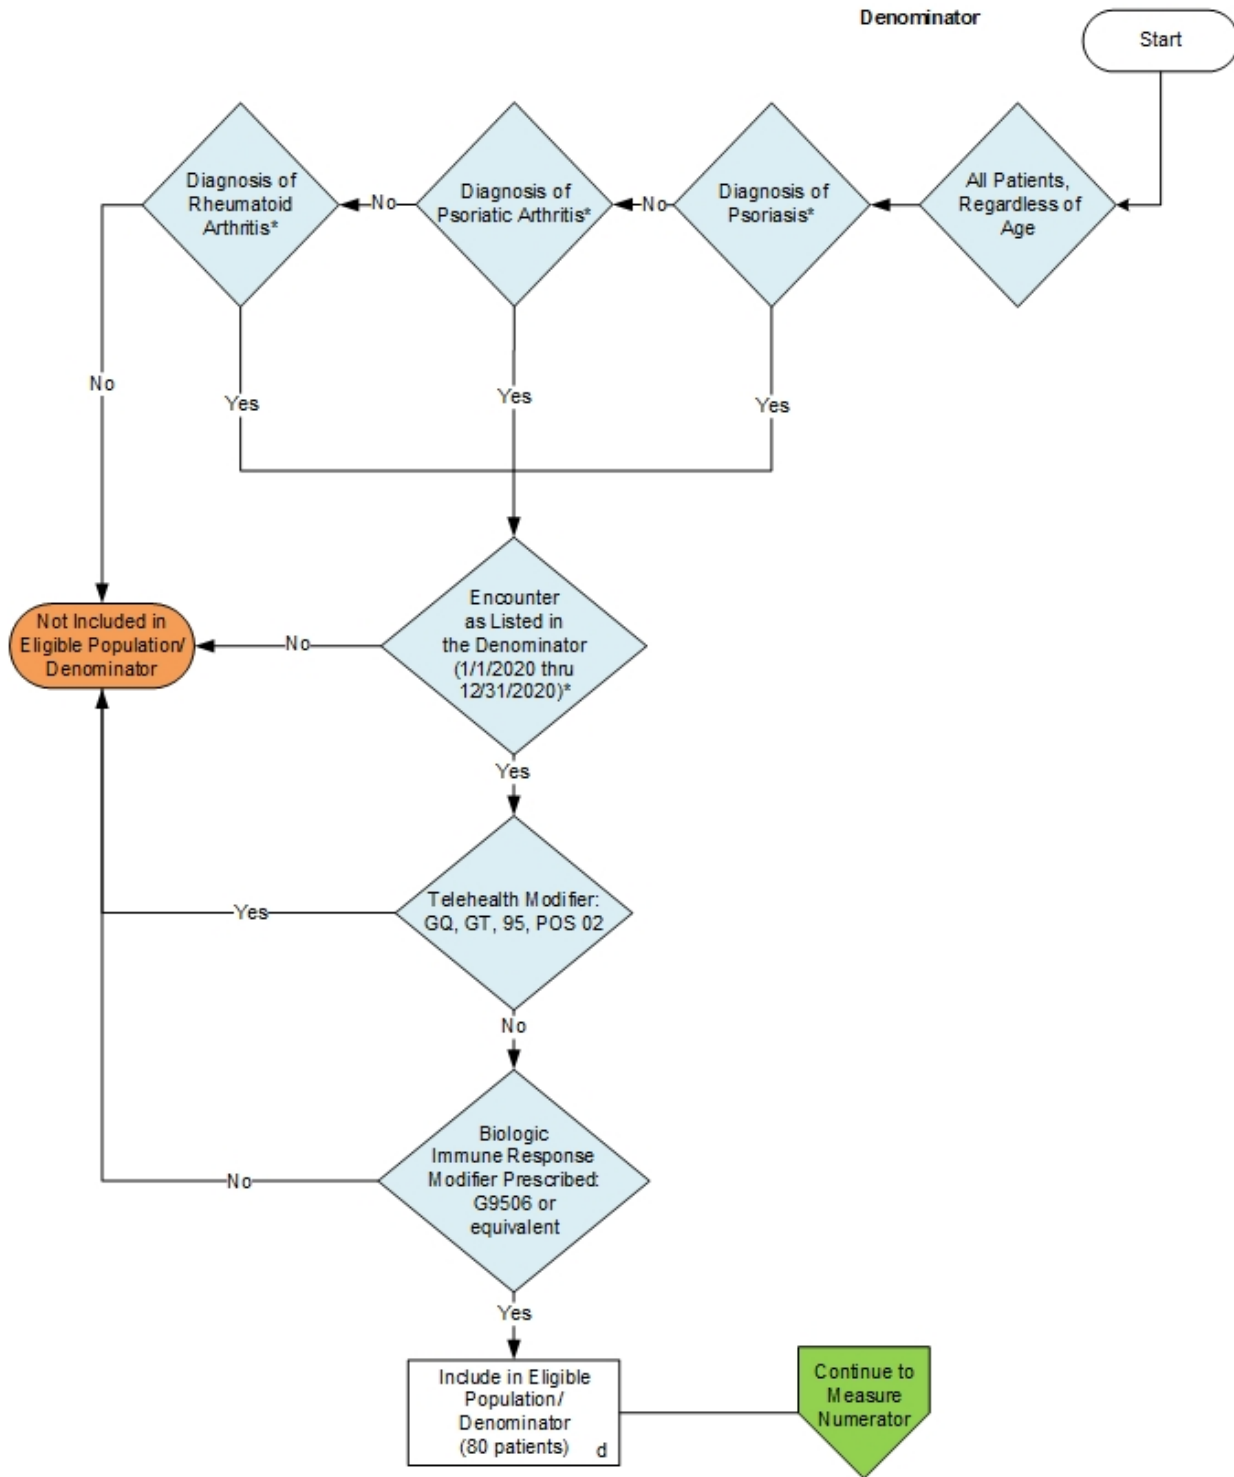 Denominator
Start
All Patients,
Regardless of
Age
Diagnosis of
Psoriasis*
No
Diagnosis of
Psoriatic Arthritis*
No
Diagnosis of
Rheumatoid
Arthritis*
No
Yes
Yes
Yes
Encounter
as Listed in
the Denominator
(1/1/2020 thru
12/31/2020)*
No
Not Included in
Eligible Population/
Denominator
Yes
Telehealth Modifier:
GQ, GT, 95, POS 02
Yes
No
Biologic
Immune Response
Modifier Prescribed:
G9506 or
equivalent
No
Yes
Include in Eligible
Population/
Denominator
(80 patients)
d
Continue to
Measure
Numerator